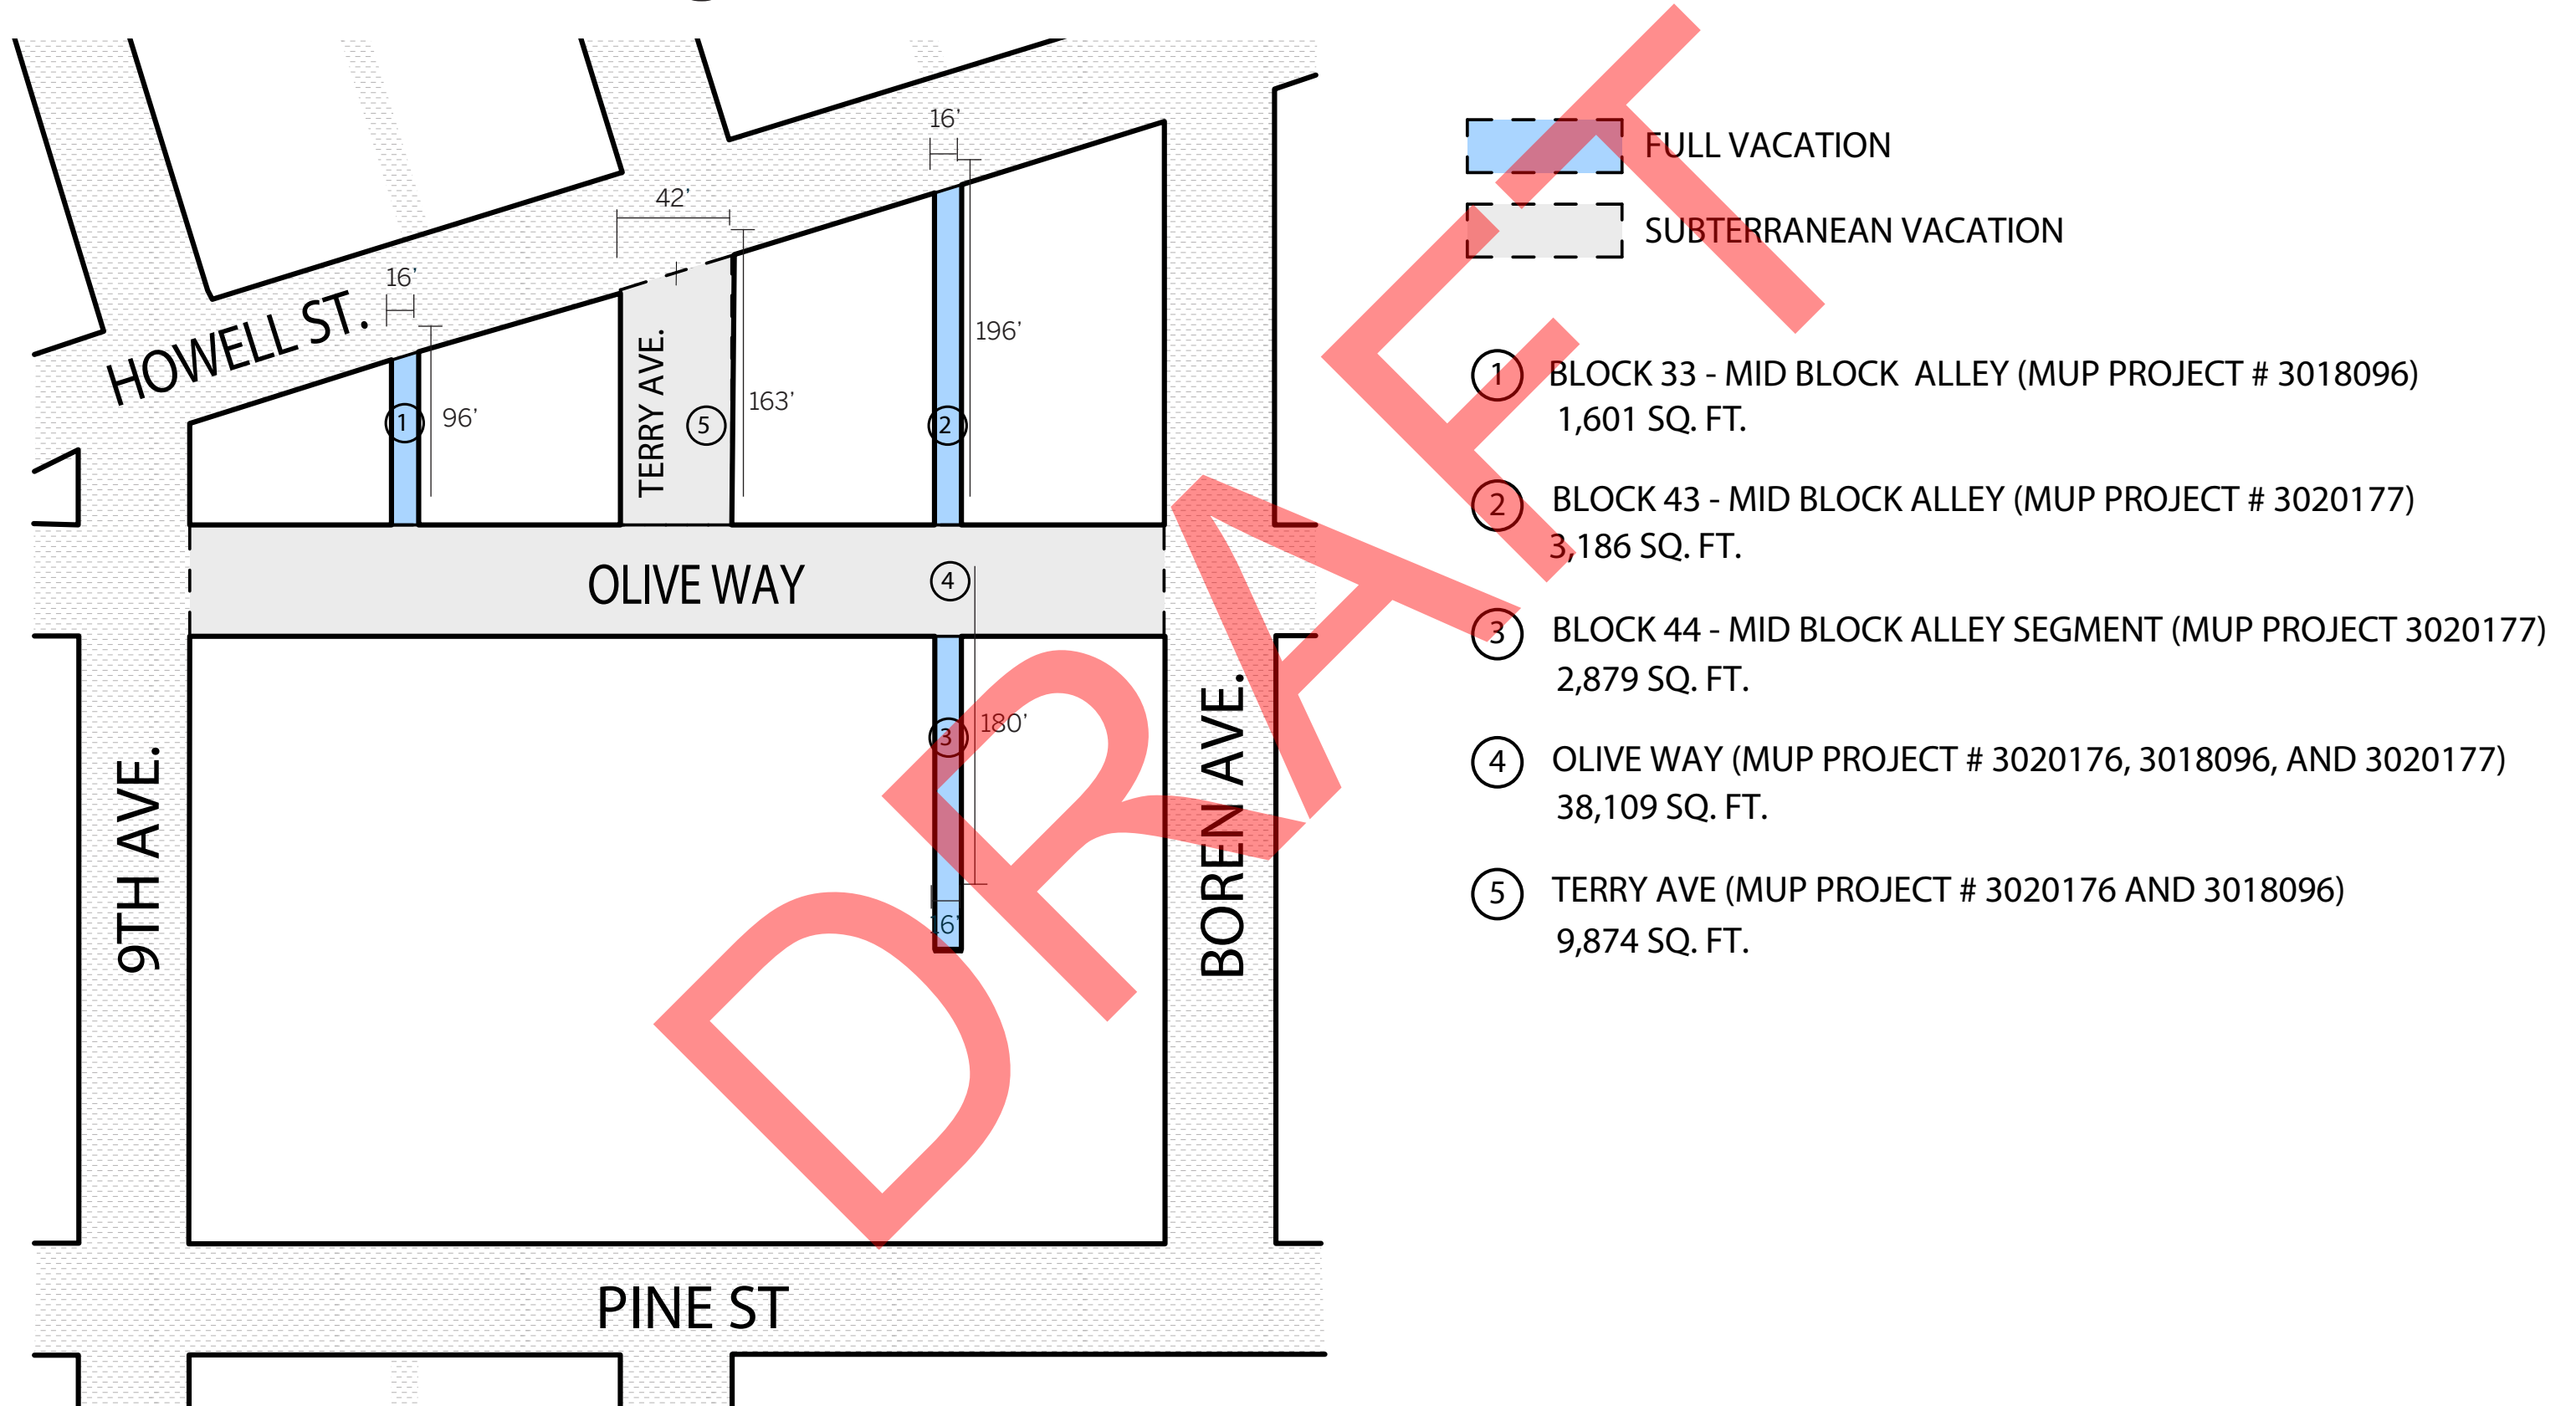 16’
FULL VACATION
42’
SUBTERRANEAN VACATION
16’
HOWELL ST.
196’
TERRY AVE.
163’
96’
1
5
2
1 BLOCK 33 - MID BLOCK ALLEY (MUP PROJECT # 3018096)
1,601 SQ. FT.
2 BLOCK 43 - MID BLOCK ALLEY (MUP PROJECT # 3020177)
3,186 SQ. FT.
OLIVE WAY
4
3 BLOCK 44 - MID BLOCK ALLEY SEGMENT (MUP PROJECT 3020177)
2,879 SQ. FT.
3
180’
4 OLIVE WAY (MUP PROJECT # 3020176, 3018096, AND 3020177)
38,109 SQ. FT.
9TH AVE.
BOREN AVE.
16’
5 TERRY AVE (MUP PROJECT # 3020176 AND 3018096)
9,874 SQ. FT.
PINE ST
DRAFT